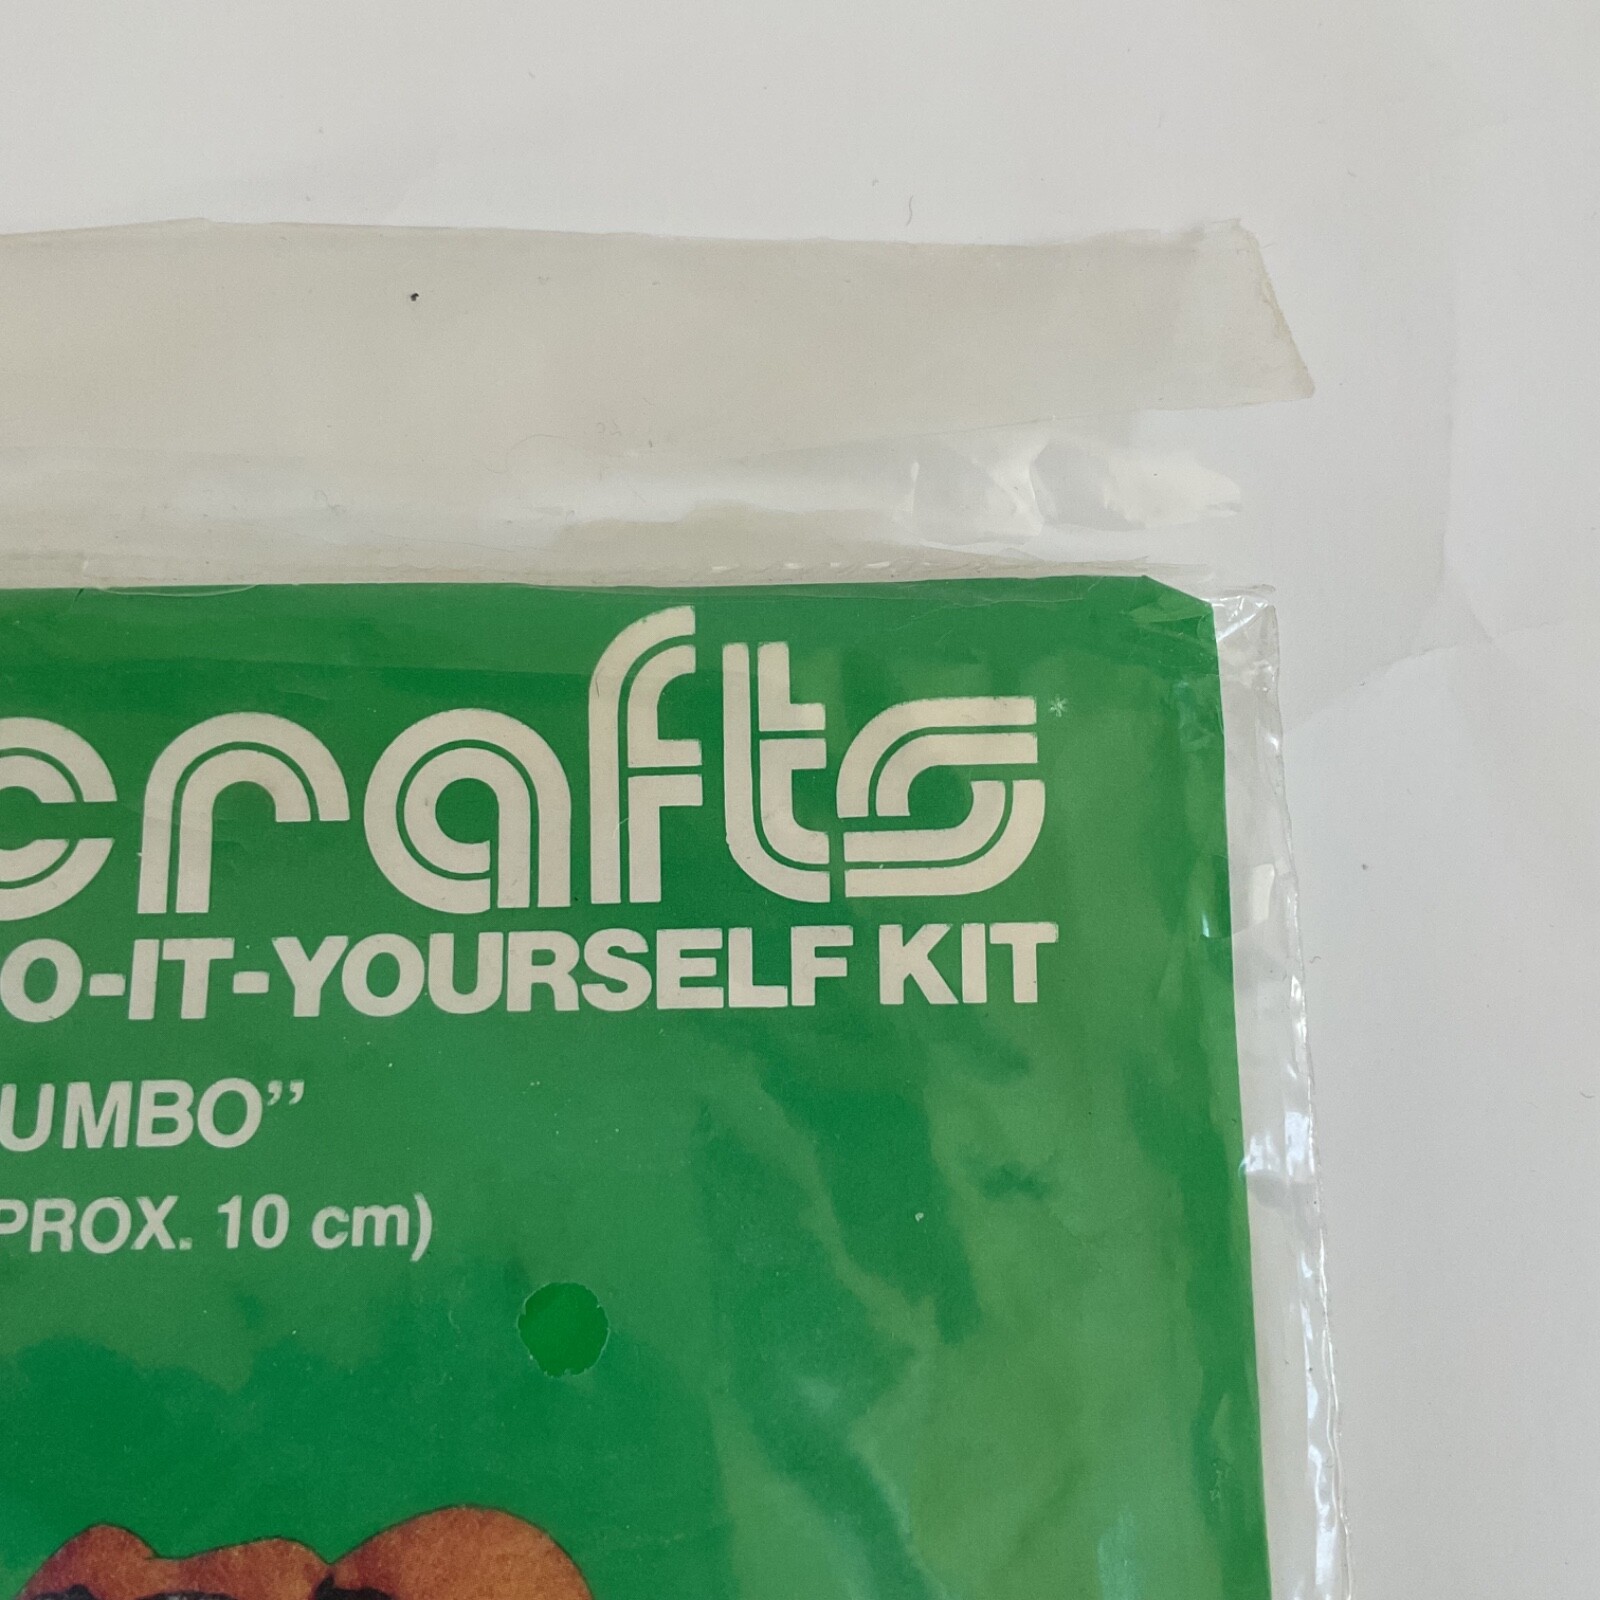 crafts*
O-IT-YOURSELF KIT
UMBO”
PROX. 10 cm)